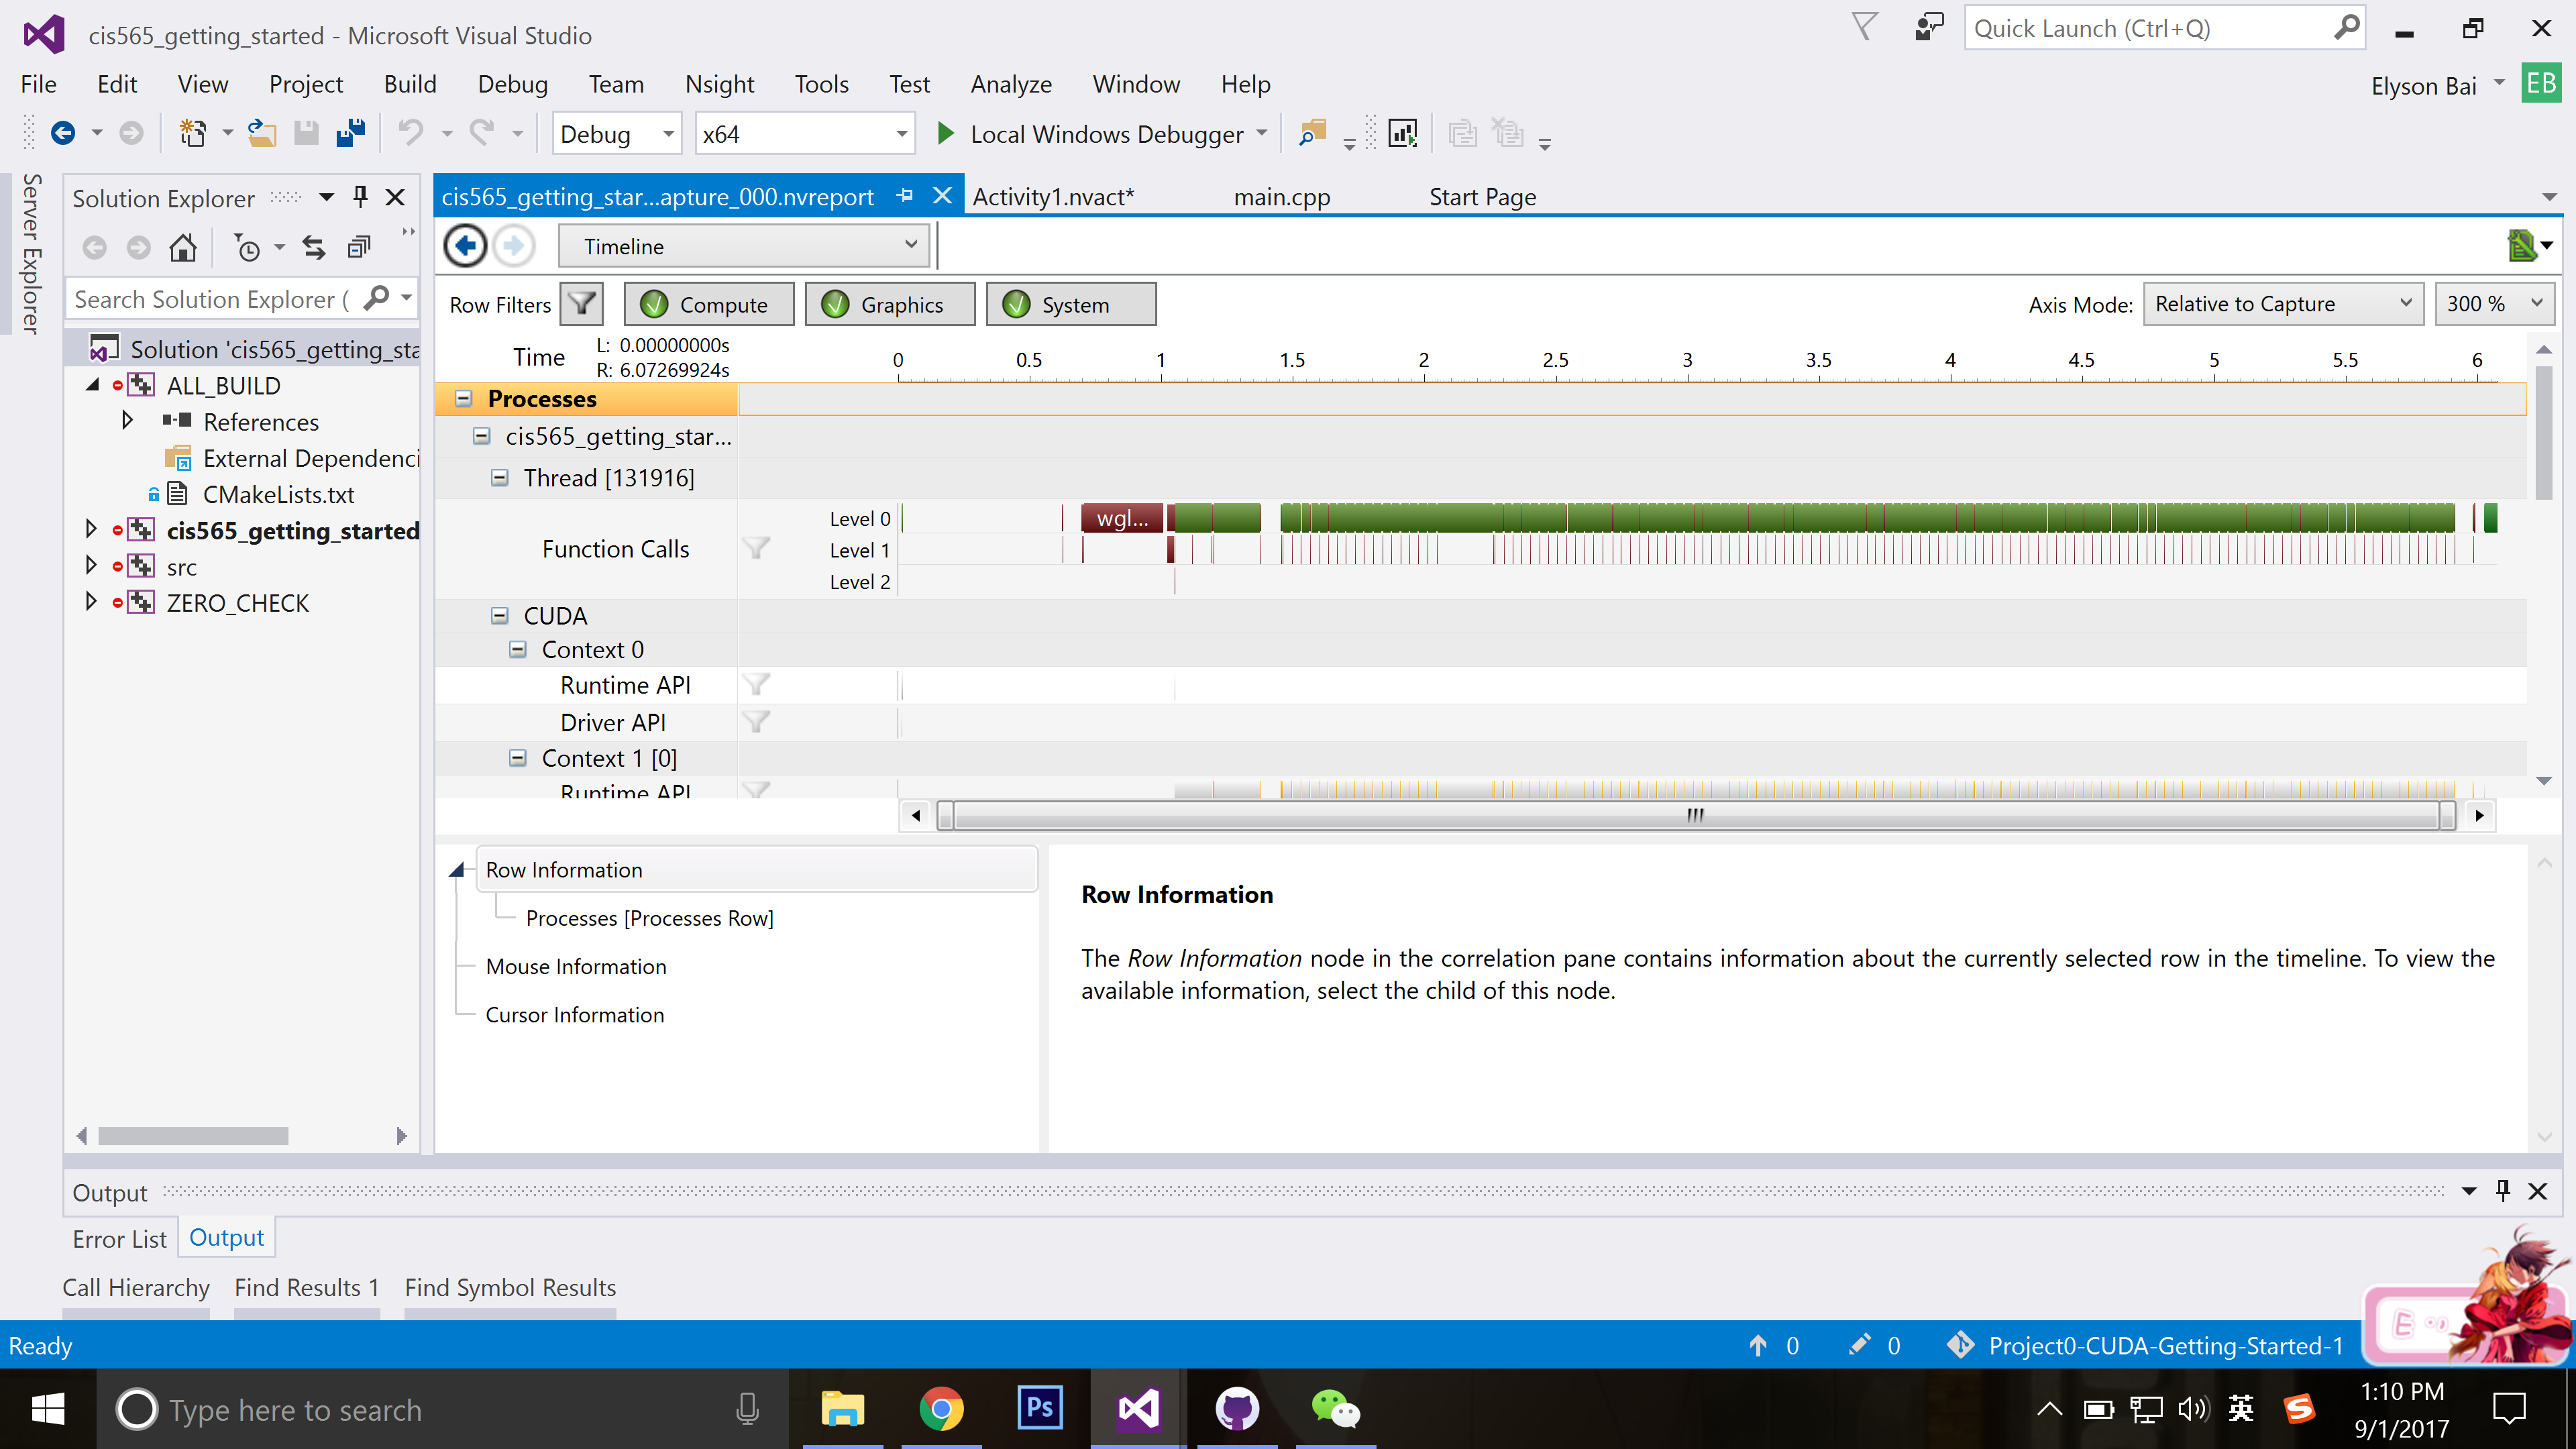 cis565_getting_started - Microsoft Visual Studio
Quick Launch (Ctrl+Q)
File Edit View Project Build Debug Team Nsight Tools Test Analyze Window Help
Elyson Bai EB
Debug x64 Local Windows Debugger
Server Explorer
Solution Explorer
Search Solution Explorer (
Solution 'cis565_getting_sta
ALL_BUILD
References
External Dependenci
CMakeLists.txt
cis565_getting_started
src
ZERO_CHECK
cis565_getting_star...apture_000.nvreport Activity1.nvact* main.cpp Start Page
Timeline
Row Filters Compute Graphics System
Axis Mode: Relative to Capture 300 %
Time
L: 0.00000000s
R: 6.07269924s
0 0.5 1 1.5 2 2.5 3 3.5 4 4.5 5 5.5 6
Processes
cis565_getting_star...
Thread [131916]
Function Calls
Level 0
wgl...
Level 1
Level 2
CUDA
Context 0
Runtime API
Driver API
Context 1 [0]
Runtime API
Row Information
Processes [Processes Row]
Mouse Information
Cursor Information
Row Information
The Row Information node in the correlation pane contains information about the currently selected row in the timeline. To view the
available information, select the child of this node.
Output
Error List Output
Call Hierarchy Find Results 1 Find Symbol Results
Ready
0 0 Project0-CUDA-Getting-Started-1
E
Type here to search
Ps
英
S
1:10 PM
9/1/2017